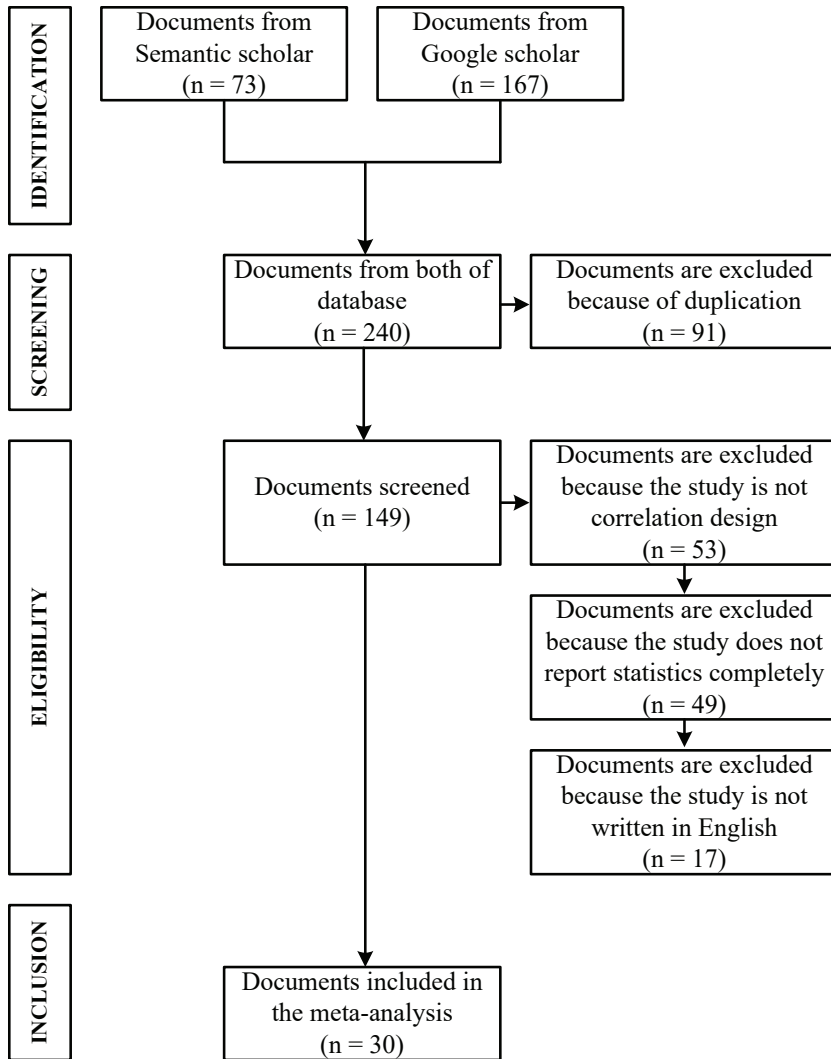 IDENTIFICATION
Documents from
Semantic scholar
(n = 73)
Documents from
Google scholar
(n = 167)
SCREENING
Documents from both of
database
(n = 240)
Documents are excluded
because of duplication
(n = 91)
ELIGIBILITY
Documents screened
(n = 149)
Documents are excluded
because the study is not
correlation design
(n = 53)
Documents are excluded
because the study does not
report statistics completely
(n = 49)
Documents are excluded
because the study is not
written in English
(n = 17)
INCLUSION
Documents included in
the meta-analysis
(n = 30)